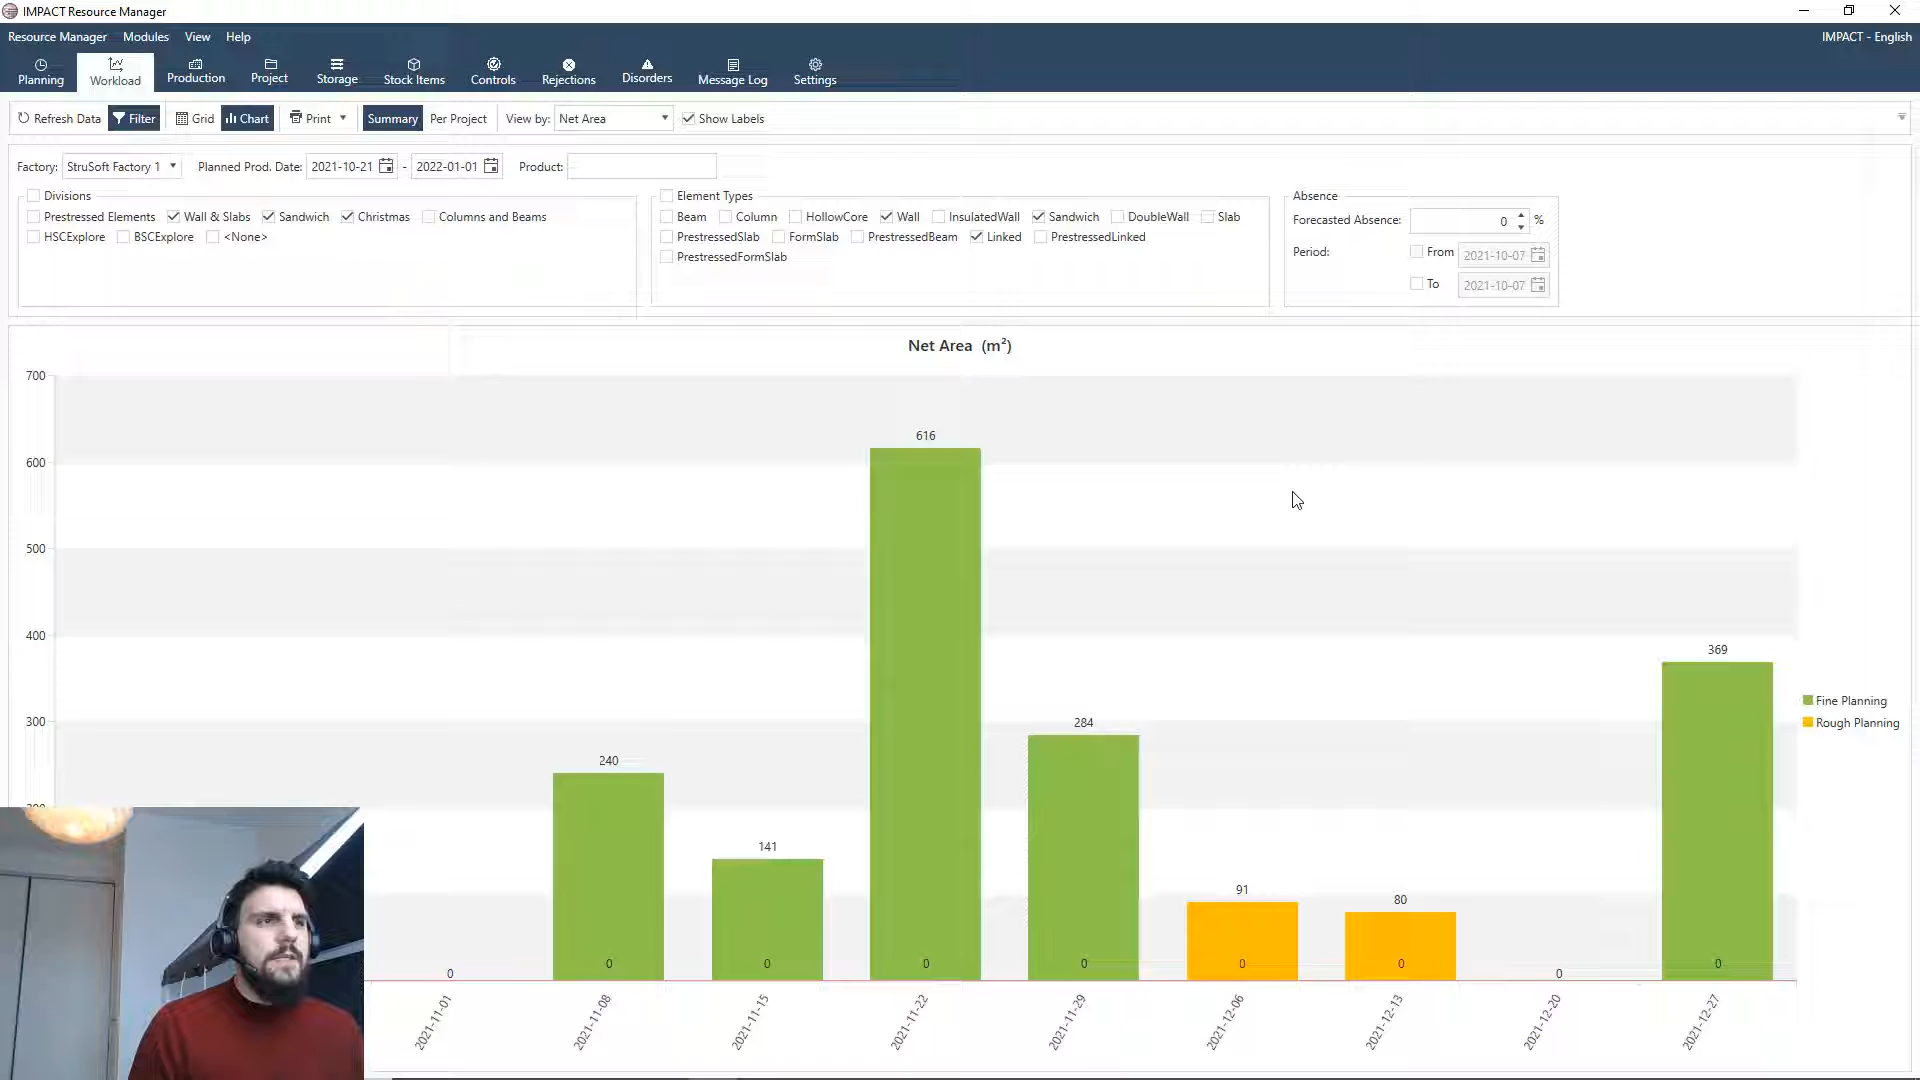 IMPACT Resource Manager
Resource Manager Modules View Help IMPACT - English
Planning Workload Production Project Storage Stock Items Controls Rejections Disorders Message Log Settings
Refresh Data Filter Grid Chart Print Summary Per Project View by: Net Area Show Labels
Factory: StruSoft Factory 1 Planned Prod. Date: 2021-10-21 - 2022-01-01 Product:
Divisions
Prestressed Elements Wall & Slabs Sandwich Christmas Columns and Beams
HSCExplore BSCExplore <None>
Element Types
Beam Column HollowCore Wall InsulatedWall Sandwich DoubleWall Slab
PrestressedSlab FormSlab PrestressedBeam Linked PrestressedLinked
PrestressedFormSlab
Absence
Forecasted Absence: 0 %
Period: From 2021-10-07
To 2021-10-07
Net Area (m²)
700
600
500
400
300
616
369
284
240
141
91
80
0
0 0 0 0 0 0 0 0
Fine Planning
Rough Planning
2021-11-01 2021-11-08 2021-11-15 2021-11-22 2021-11-29 2021-12-06 2021-12-13 2021-12-20 2021-12-27